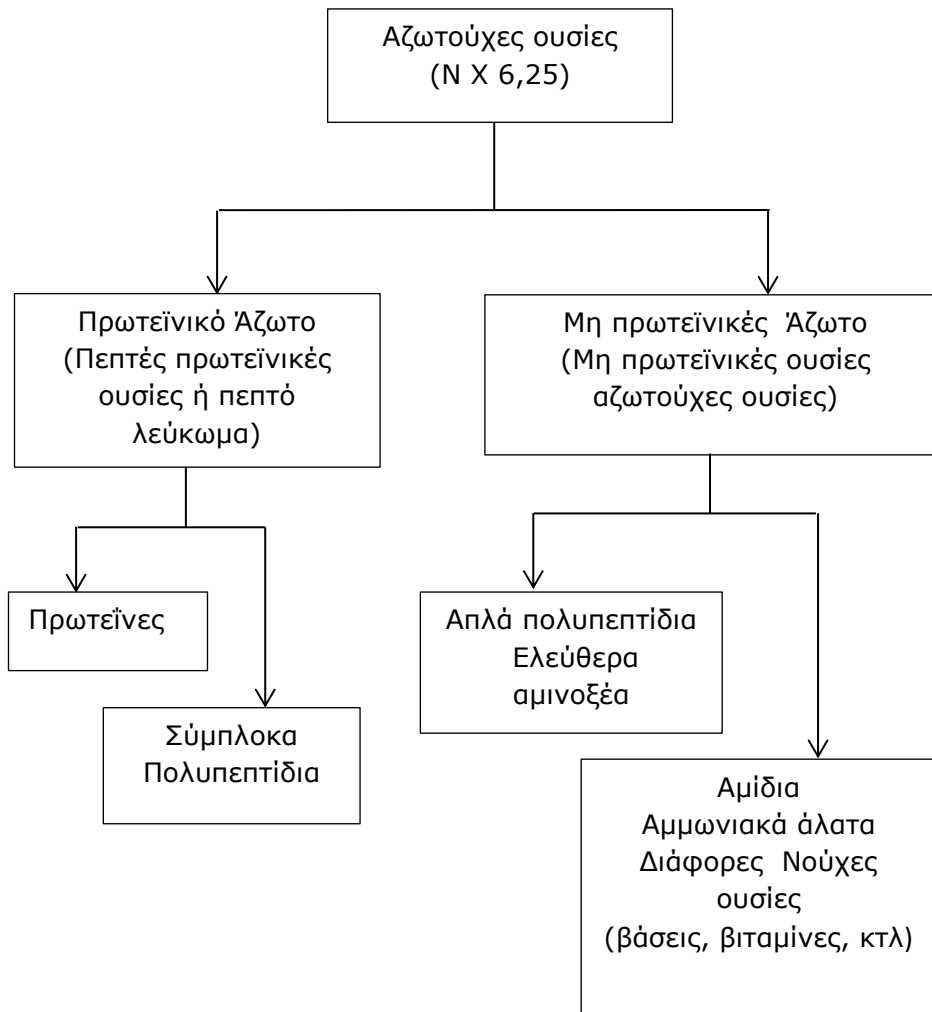 Αζωτούχες ουσίες
(Ν Χ 6,25)
Πρωτεϊνικό Άζωτο
(Πεπτές πρωτεϊνικές
ουσίες ή πεπτό
λεύκωμα)
Μη πρωτεϊνικές Άζωτο
(Μη πρωτεϊνικές ουσίες
αζωτούχες ουσίες)
Πρωτεΐνες
Σύμπλοκα
Πολυπεπτίδια
Απλά πολυπεπτίδια
Ελεύθερα
αμινοξέα
Αμίδια
Αμμωνιακά άλατα
Διάφορες Νούχες
ουσίες
(βάσεις, βιταμίνες, κτλ)